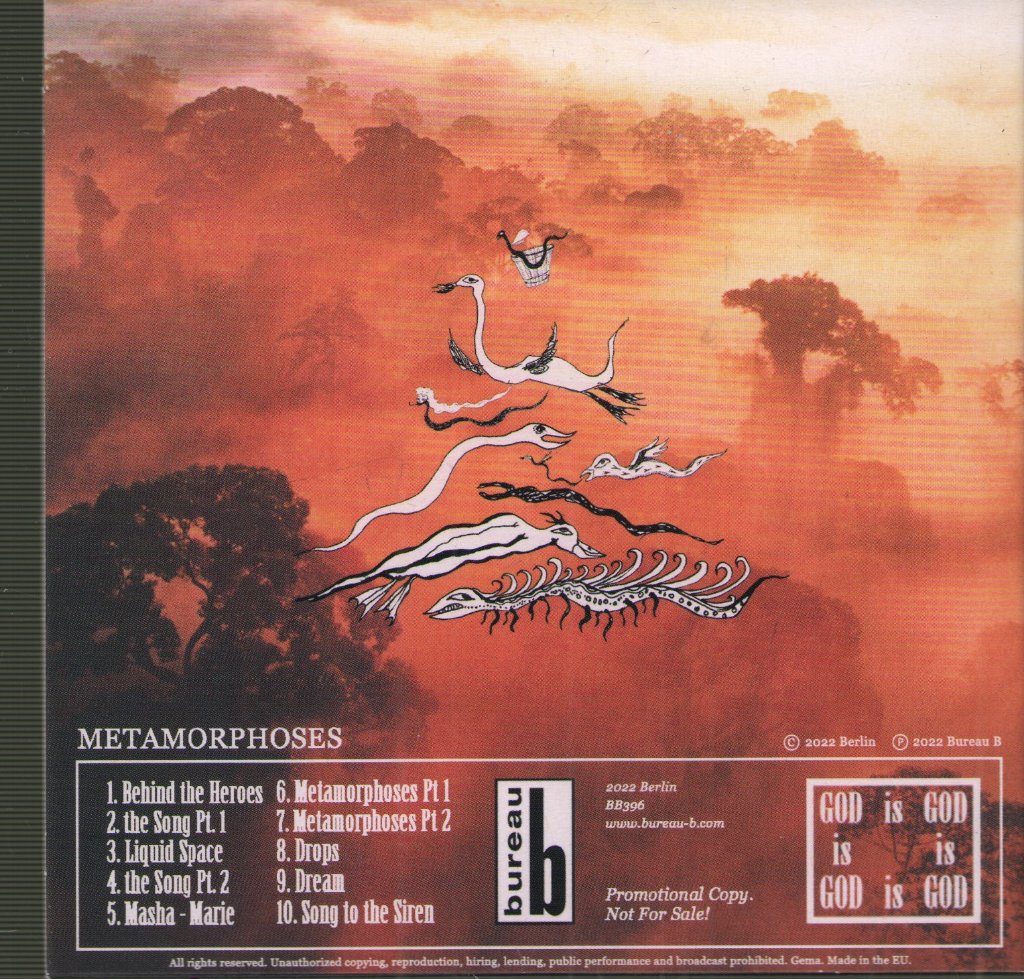 METAMORPHOSES
Ⓒ 2022 Berlin Ⓟ 2022 Bureau B
1. Behind the Heroes
2. the Song Pt. 1
3. Liquid Space
4. the Song Pt. 2
5. Masha - Marie
6. Metamorphoses Pt 1
7. Metamorphoses Pt 2
8. Drops
9. Dream
10. Song to the Siren
bureau b
2022 Berlin
BB396
www.bureau-b.com
Promotional Copy.
Not For Sale!
GOD is GOD
is is
GOD is GOD
All rights reserved. Unauthorized copying, reproduction, hiring, lending, public performance and broadcast prohibited. Gema. Made in the EU.